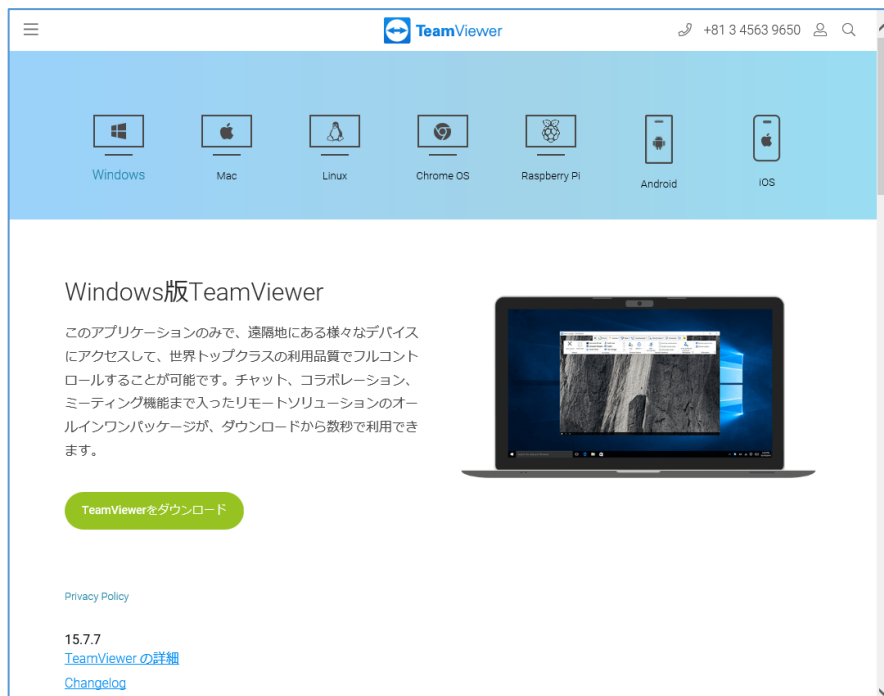 TeamViewer
+81 3 4563 9650
Windows
Mac
Linux
Chrome OS
Raspberry Pi
Android
iOS
Windows版TeamViewer
このアプリケーションのみで、遠隔地にある様々なデバイス
にアクセスして、世界トップクラスの利用品質でフルコント
ロールすることが可能です。チャット、コラボレーション、
ミーティング機能まで入ったリモートソリューションのオー
ルインワンパッケージが、ダウンロードから数秒で利用でき
ます。
TeamViewerをダウンロード
Privacy Policy
15.7.7
TeamViewer の詳細
Changelog